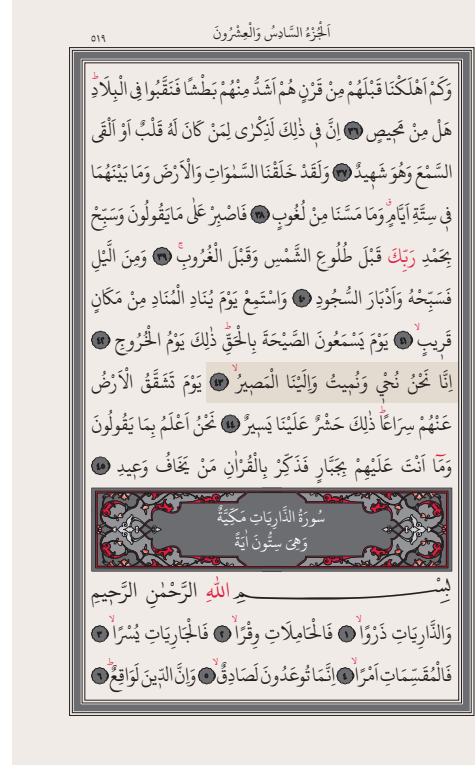 اَلْجُزْءُ السَّادِسُ وَالْعِشْرُونَ
٥١٩
وَكَمْ اَهْلَكْنَا قَبْلَهُمْ مِنْ قَرْنٍ هُمْ اَشَدُّ مِنْهُمْ بَطْشًا فَنَقَّبُوا فِي الْبِلَادِۜ
هَلْ مِنْ مَحٖيصٍ ﴿٣٦﴾ اِنَّ فٖي ذٰلِكَ لَذِكْرٰى لِمَنْ كَانَ لَهُ قَلْبٌ اَوْ اَلْقَى
السَّمْعَ وَهُوَ شَهٖيدٌ ﴿٣٧﴾ وَلَقَدْ خَلَقْنَا السَّمٰوَاتِ وَالْاَرْضَ وَمَا بَيْنَهُمَا
فٖي سِتَّةِ اَيَّامٍۗ وَمَا مَسَّنَا مِنْ لُغُوبٍ ﴿٣٨﴾ فَاصْبِرْ عَلٰى مَا يَقُولُونَ وَسَبِّحْ
بِحَمْدِ رَبِّكَ قَبْلَ طُلُوعِ الشَّمْسِ وَقَبْلَ الْغُرُوبِۚ ﴿٣٩﴾ وَمِنَ الَّيْلِ
فَسَبِّحْهُ وَاَدْبَارَ السُّجُودِ ﴿٤٠﴾ وَاسْتَمِعْ يَوْمَ يُنَادِ الْمُنَادِ مِنْ مَكَانٍ
قَرٖيبٍۙ ﴿٤١﴾ يَوْمَ يَسْمَعُونَ الصَّيْحَةَ بِالْحَقِّۜ ذٰلِكَ يَوْمُ الْخُرُوجِ ﴿٤٢﴾
اِنَّا نَحْنُ نُحْيٖ وَنُمٖيتُ وَاِلَيْنَا الْمَصٖيرُۙ ﴿٤٣﴾ يَوْمَ تَشَقَّقُ الْاَرْضُ
عَنْهُمْ سِرَاعًاۜ ذٰلِكَ حَشْرٌ عَلَيْنَا يَسٖيرٌ ﴿٤٤﴾ نَحْنُ اَعْلَمُ بِمَا يَقُولُونَ
وَمَٓا اَنْتَ عَلَيْهِمْ بِجَبَّارٍ فَذَكِّرْ بِالْقُرْاٰنِ مَنْ يَخَافُ وَعٖيدِ ﴿٤٥﴾
سُورَةُ الذَّارِيَاتِ مَكِّيَّةٌ
وَهِيَ سِتُّونَ اٰيَةً
بِسْمِ اللّٰهِ الرَّحْمٰنِ الرَّحٖيمِ
وَالذَّارِيَاتِ ذَرْوًاۙ ﴿١﴾ فَالْحَامِلَاتِ وِقْرًاۙ ﴿٢﴾ فَالْجَارِيَاتِ يُسْرًاۙ ﴿٣﴾
فَالْمُقَسِّمَاتِ اَمْرًاۙ ﴿٤﴾ اِنَّمَا تُوعَدُونَ لَصَادِقٌۙ ﴿٥﴾ وَاِنَّ الدّٖينَ لَوَاقِعٌۜ ﴿٦﴾